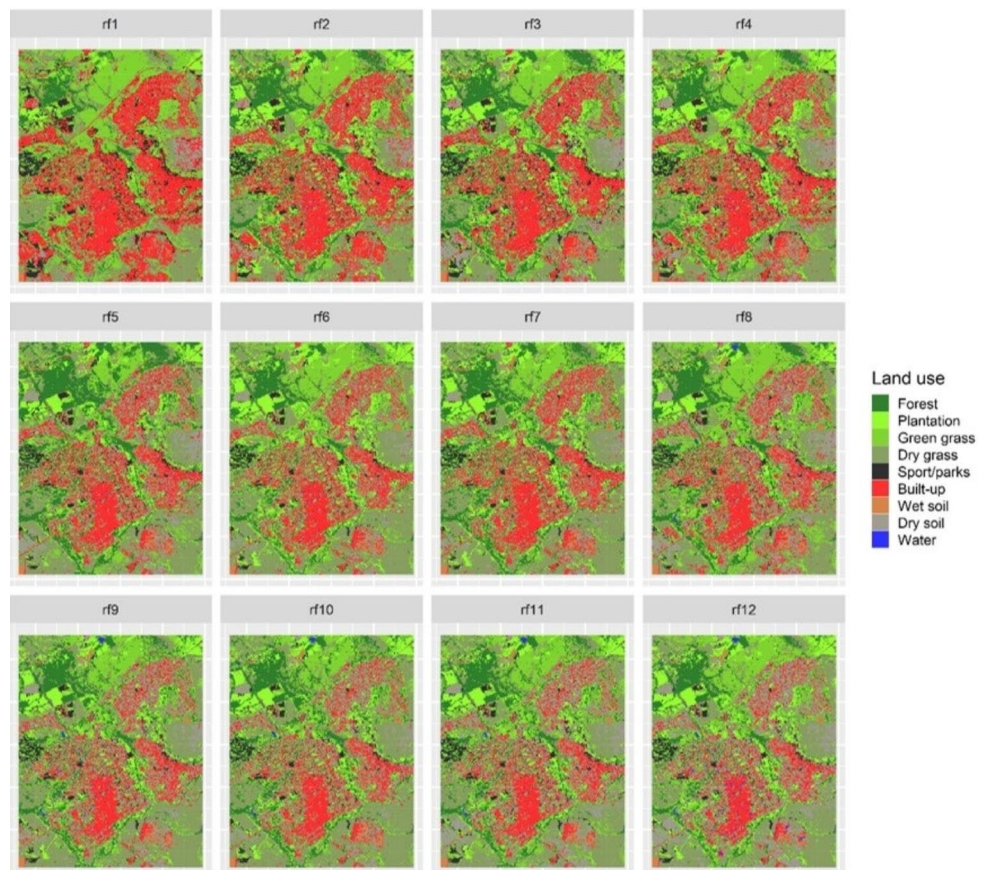 rf1 rf2 rf3 rf4
rf5 rf6 rf7 rf8
Land use
Forest
Plantation
Green grass
Dry grass
Sport/parks
Built-up
Wet soil
Dry soil
Water
rf9 rf10 rf11 rf12